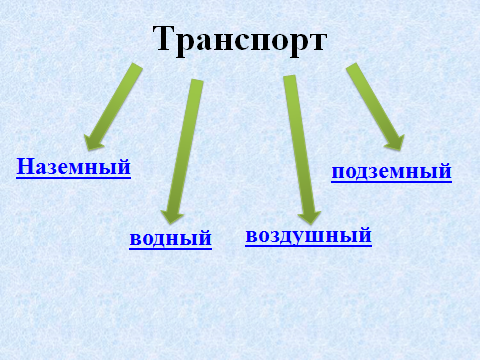 Транспорт
Наземный
подземный
водный
воздушный